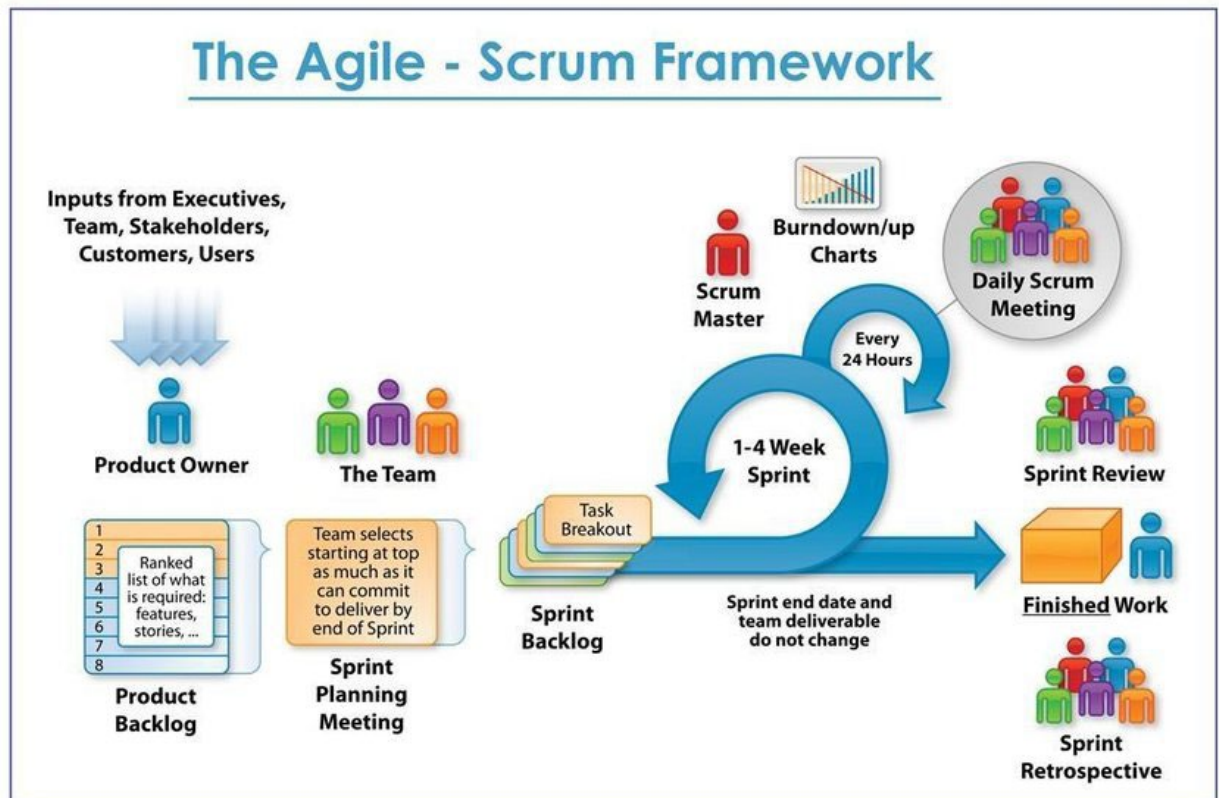 The Agile - Scrum Framework
Inputs from Executives,
Team, Stakeholders,
Customers, Users
Product Owner
The Team
1
2
3
4
5
6
7
8
Ranked
list of what
is required:
features,
stories, ...
Product
Backlog
Team selects
starting at top
as much as it
can commit
to deliver by
end of Sprint
Sprint
Planning
Meeting
Task
Breakout
Sprint
Backlog
Scrum
Master
Burndown/up
Charts
Every
24 Hours
Daily Scrum
Meeting
1-4 Week
Sprint
Sprint end date and
team deliverable
do not change
Sprint Review
Finished Work
Sprint
Retrospective